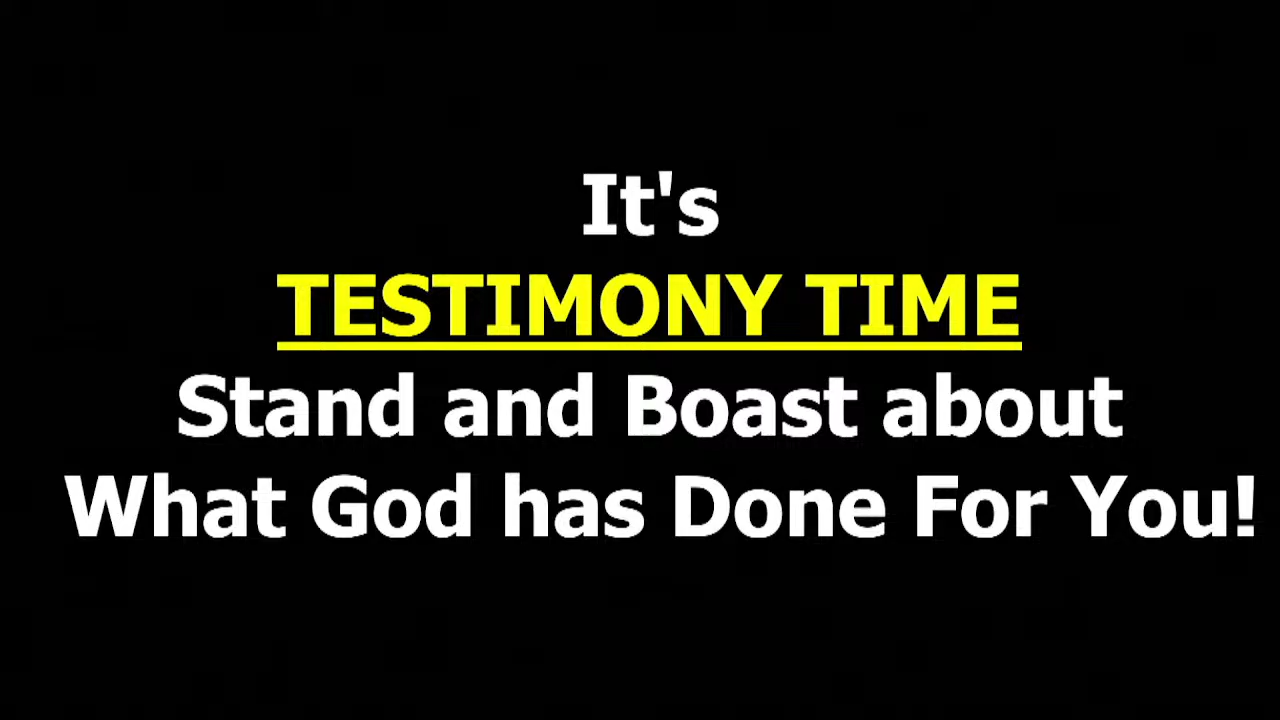 It's
TESTIMONY TIME
Stand and Boast about
What God has Done For You!